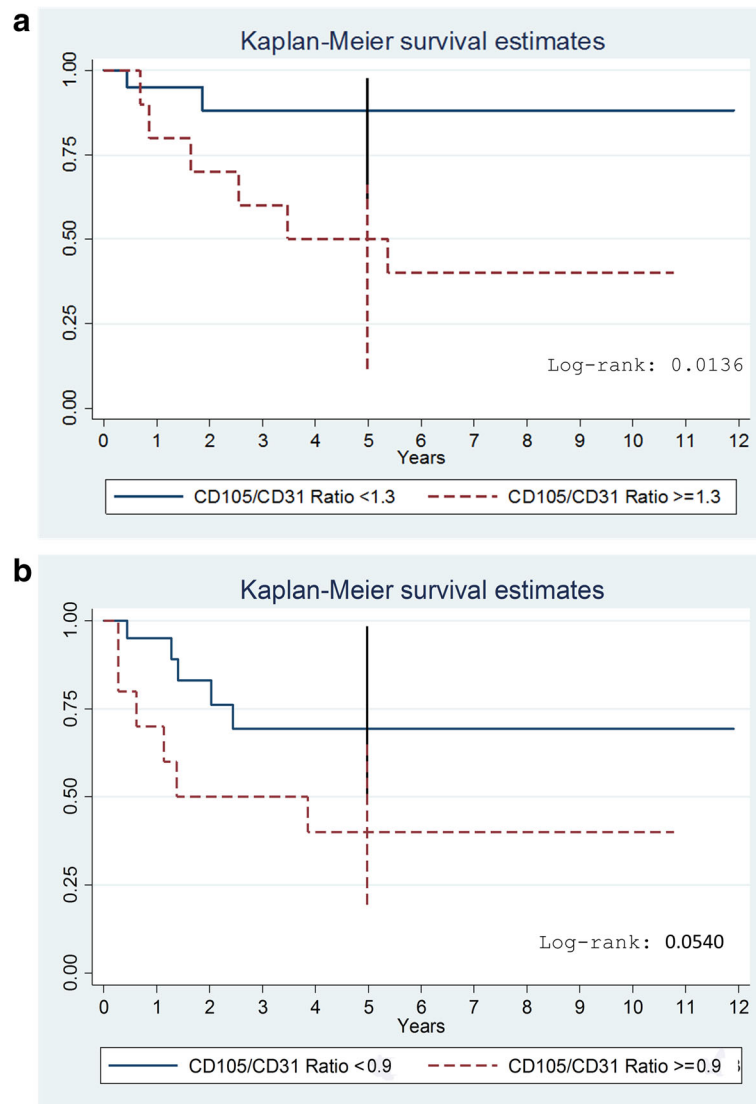 a
Kaplan-Meier survival estimates
1.00
0.75
0.50
0.25
0.00
0 1 2 3 4 5 6 7 8 9 10 11 12
Years
Log-rank: 0.0136
CD105/CD31 Ratio <1.3 CD105/CD31 Ratio >=1.3
b
Kaplan-Meier survival estimates
1.00
0.75
0.50
0.25
0.00
0 1 2 3 4 5 6 7 8 9 10 11 12
Years
Log-rank: 0.0540
CD105/CD31 Ratio <0.9 CD105/CD31 Ratio >=0.9